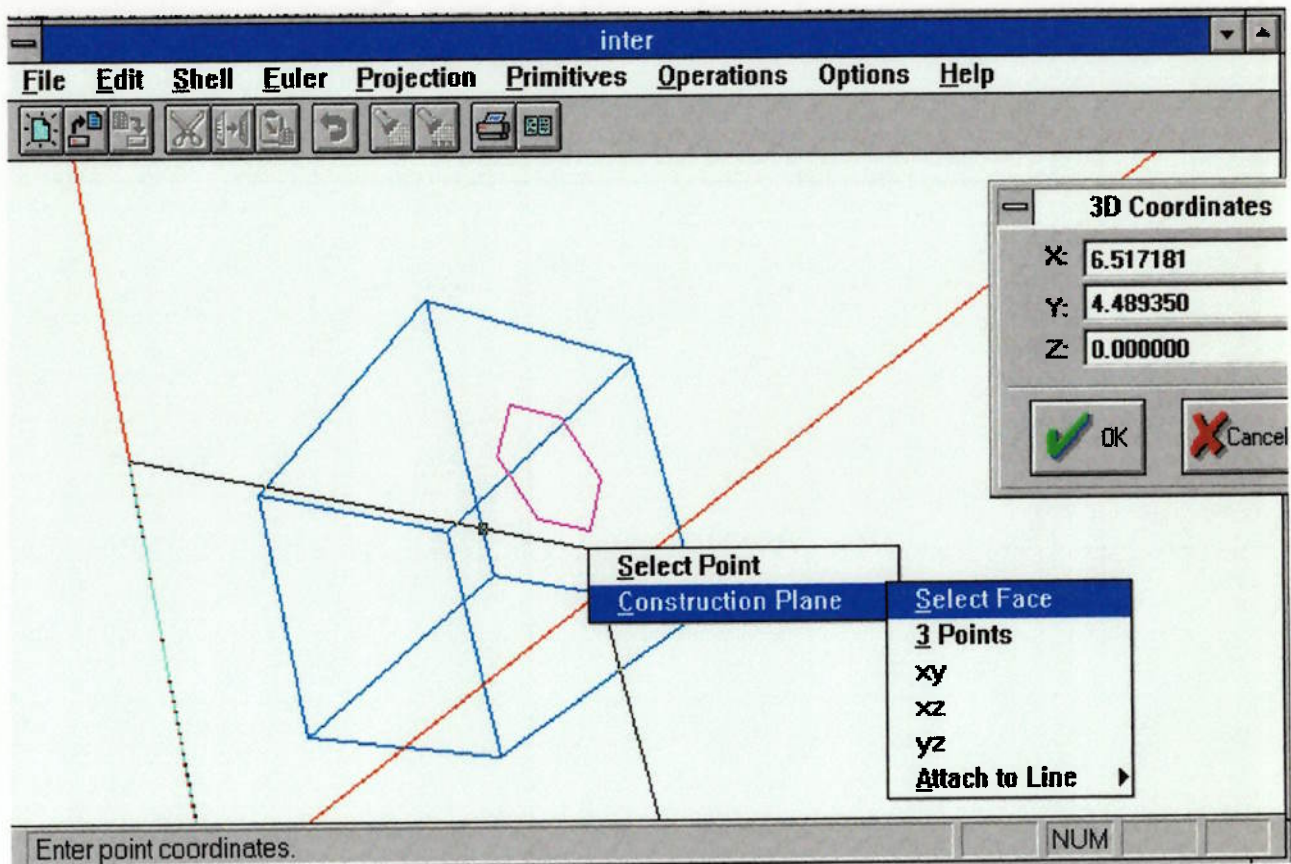 inter
File Edit Shell Euler Projection Primitives Operations Options Help
3D Coordinates
X: 6.517181
Y: 4.489350
Z: 0.000000
OK Cancel
Select Point
Construction Plane
Select Face
3 Points
xy
xz
yz
Attach to Line
Enter point coordinates.
NUM